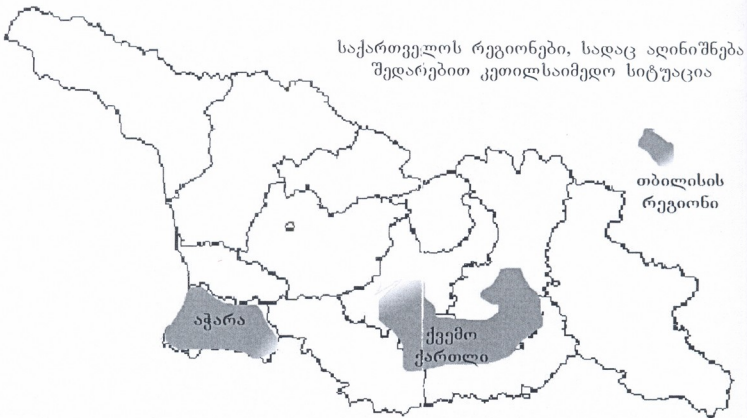 საქართველოს რეგიონები, სადაც აღინიშნება
შედარებით კეთილსაიმედო სიტუაცია
თბილისის
რეგიონი
აჭარა
ქვემო
ქართლი